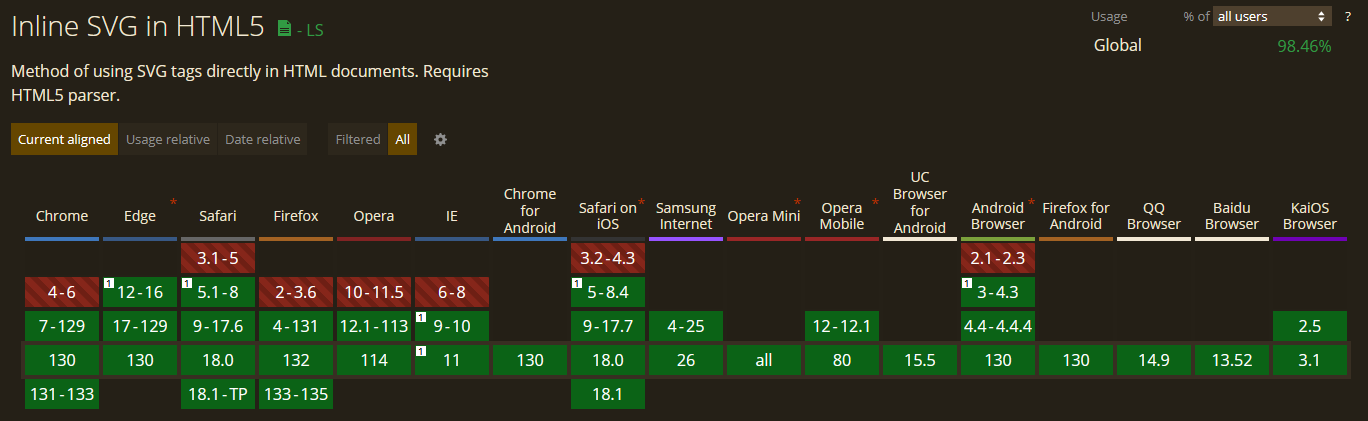 Inline SVG in HTML5 - LS
Usage % of all users ?
Global 98.46%
Method of using SVG tags directly in HTML documents. Requires
HTML5 parser.
Current aligned Usage relative Date relative Filtered All
Chrome Edge * Safari Firefox Opera IE Chrome for Android Safari on iOS * Samsung Internet Opera Mini * Opera Mobile * UC Browser for Android Android Browser * Firefox for Android QQ Browser Baidu Browser KaiOS Browser
3.1 - 5 3.2 - 4.3 2.1 - 2.3
4 - 6 1 12 - 16 1 5.1 - 8 2 - 3.6 10 - 11.5 6 - 8 1 5 - 8.4 1 3 - 4.3
7 - 129 17 - 129 9 - 17.6 4 - 131 12.1 - 113 1 9 - 10 9 - 17.7 4 - 25 12 - 12.1 4.4 - 4.4.4 2.5
130 130 18.0 132 114 1 11 130 18.0 26 all 80 15.5 130 130 14.9 13.52 3.1
131 - 133 18.1 - TP 133 - 135 18.1